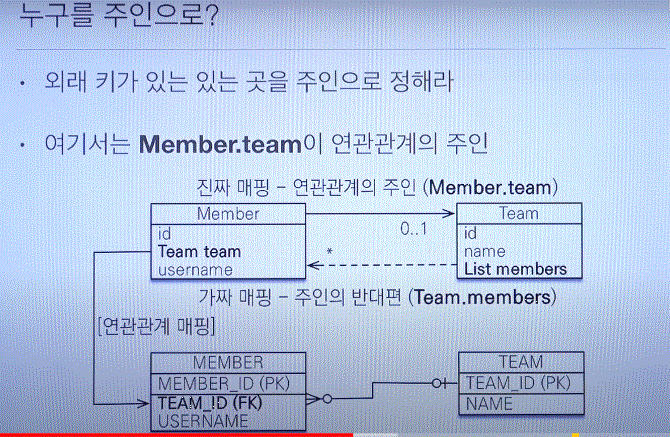 누구를 주인으로?
• 외래 키가 있는 있는 곳을 주인으로 정해라
• 여기서는 Member.team이 연관관계의 주인
진짜 매핑 - 연관관계의 주인 (Member.team)
Member
id
Team team
username
0..1
*
Team
id
name
List members
가짜 매핑 - 주인의 반대편 (Team.members)
[연관관계 매핑]
MEMBER
MEMBER_ID (PK)
TEAM_ID (FK)
USERNAME
TEAM
TEAM_ID (PK)
NAME